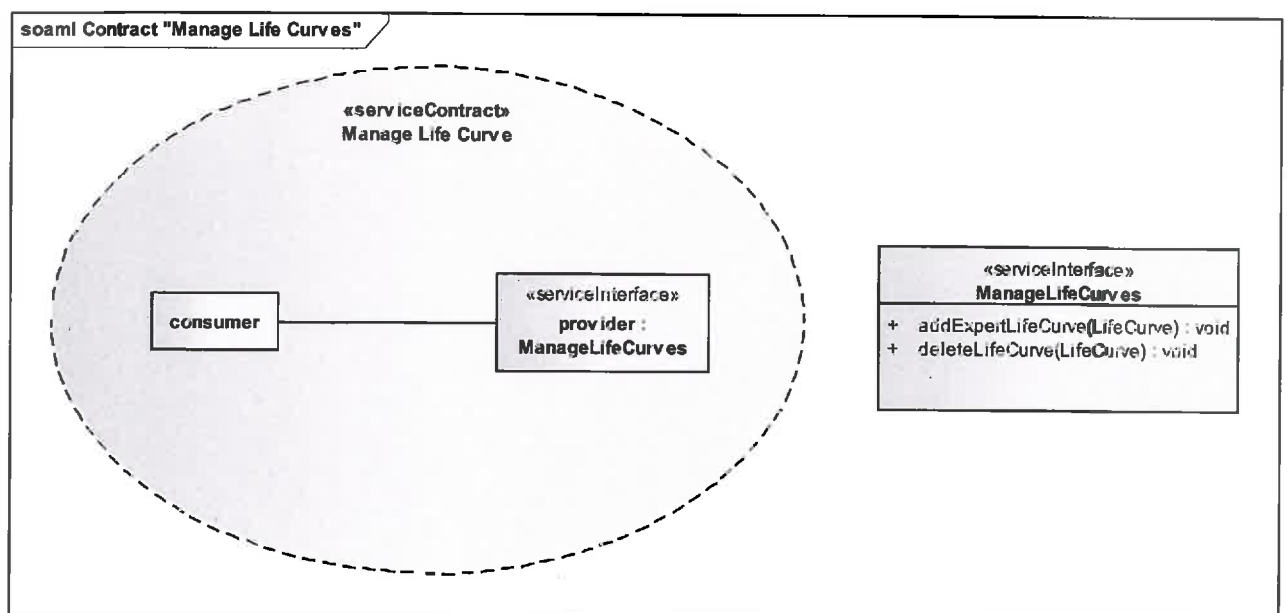 soaml Contract "Manage Life Curves"
«serviceContract»
Manage Life Curve
consumer
«serviceInterface»
provider :
ManageLifeCurves
«serviceInterface»
ManageLifeCurves
+ addExpertLifeCurve(LifeCurve) : void
+ deleteLifeCurve(LifeCurve) : void